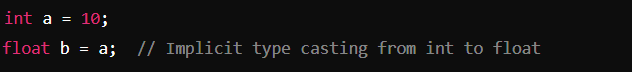 int a = 10;
float b = a;  // Implicit type casting from int to float